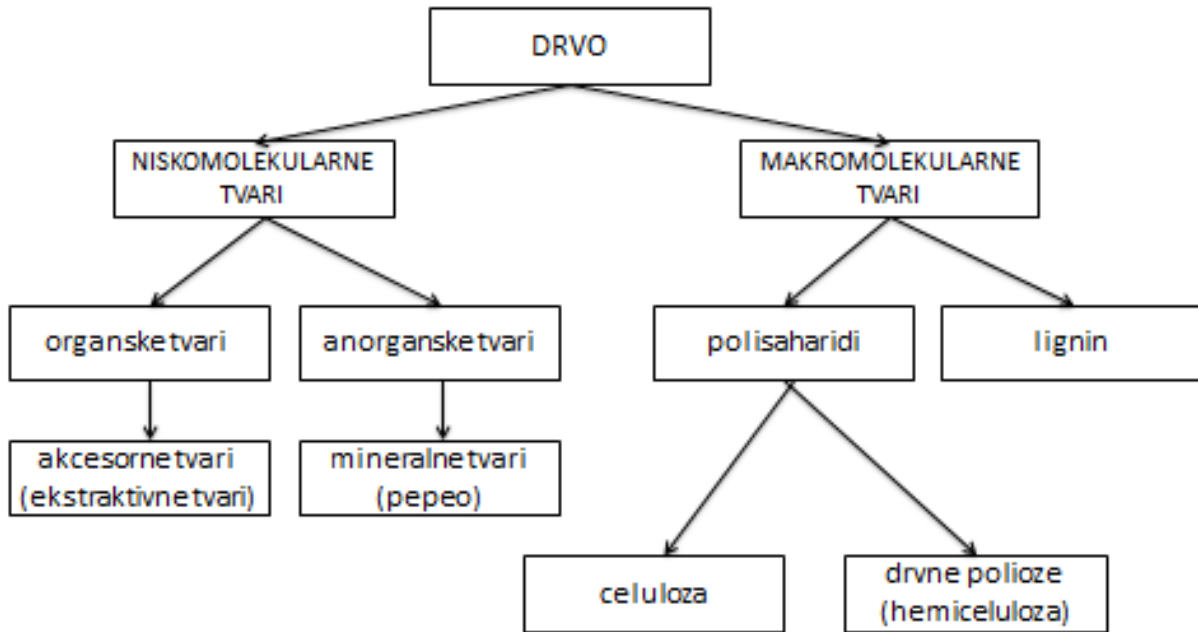 DRVO
NISKOMOLEKULARNE
TVARI
MAKROMOLEKULARNE
TVARI
organske tvari
anorganske tvari
polisaharidi
lignin
akcesorne tvari
(ekstraktivne tvari)
mineralne tvari
(pepeo)
celuloza
drvne polioze
(hemiceluloza)